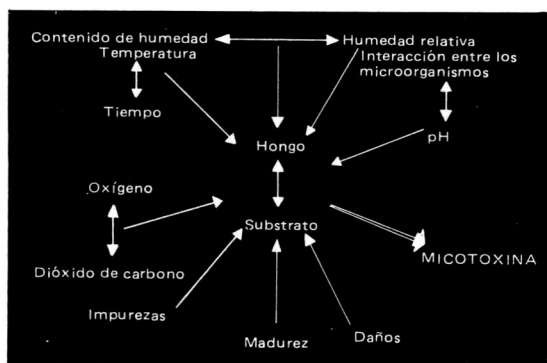 Contenido de humedad
Temperatura
Humedad relativa
Interacción entre los
microorganismos
Tiempo
pH
Hongo
Oxígeno
Substrato
Dióxido de carbono
MICOTOXINA
Impurezas
Madurez
Daños